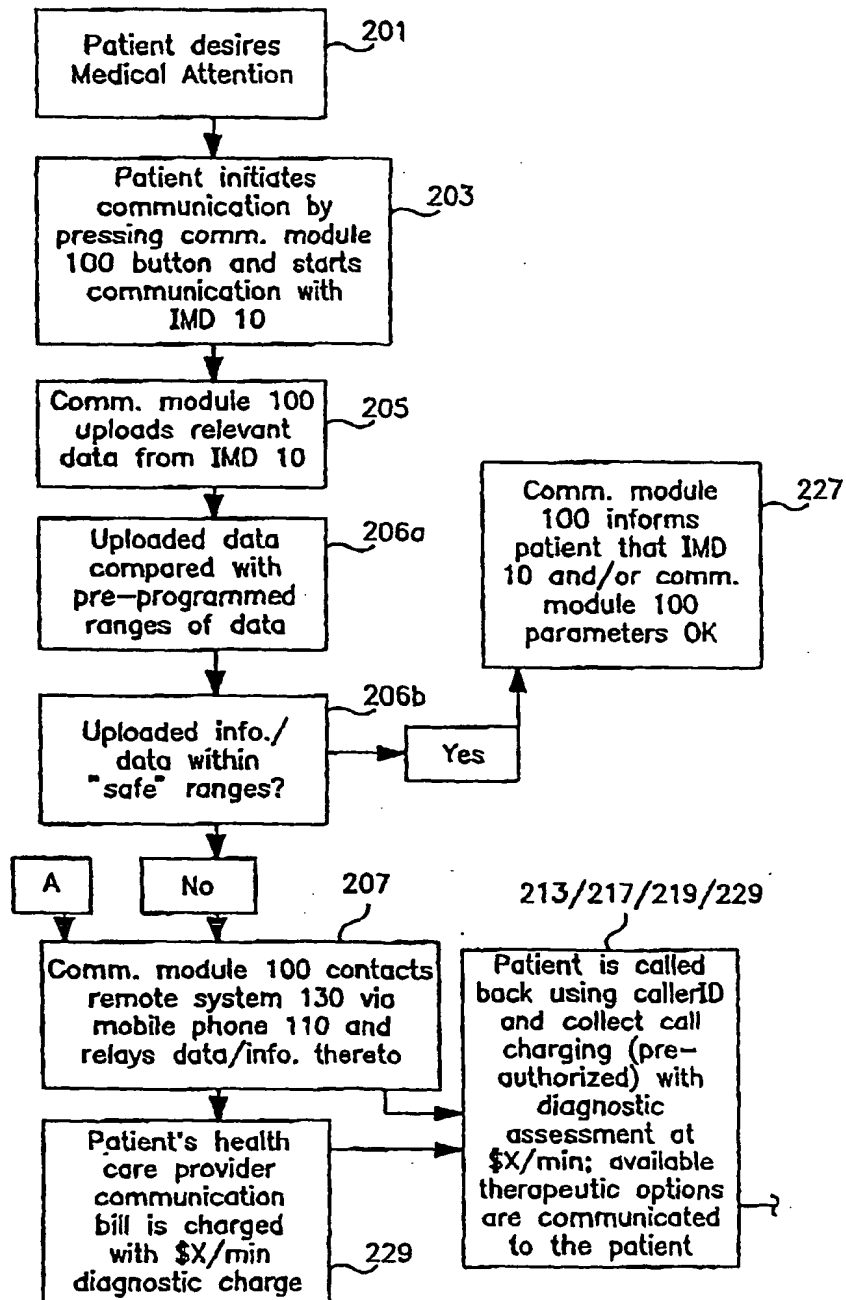 Patient desires
Medical Attention
201
Patient initiates
communication by
pressing comm. module
100 button and starts
communication with
IMD 10
203
Comm. module 100
uploads relevant
data from IMD 10
205
Uploaded data
compared with
pre-programmed
ranges of data
206a
Uploaded info./
data within
"safe" ranges?
206b
Yes
Comm. module
100 informs
patient that IMD
10 and/or comm.
module 100
parameters OK
227
A
No
Comm. module 100 contacts
remote system 130 via
mobile phone 110 and
relays data/info. thereto
207
Patient's health
care provider
communication
bill is charged
with $X/min
diagnostic charge
229
213/217/219/229
Patient is called
back using callerID
and collect call
charging (pre-
authorized) with
diagnostic
assessment at
$X/min; available
therapeutic options
are communicated
to the patient